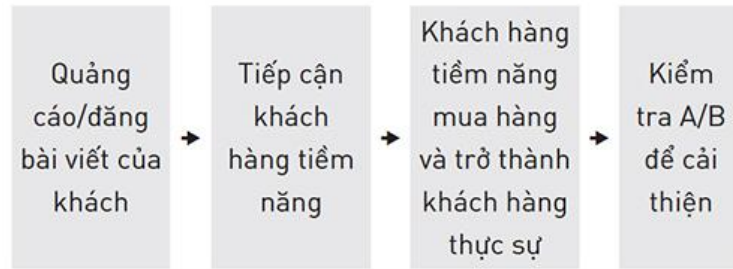 Quảng
cáo/đăng
bài viết của
khách
Tiếp cận
khách
hàng tiềm
năng
Khách hàng
tiềm năng
mua hàng
và trở thành
khách hàng
thực sự
Kiểm
tra A/B
để cải
thiện